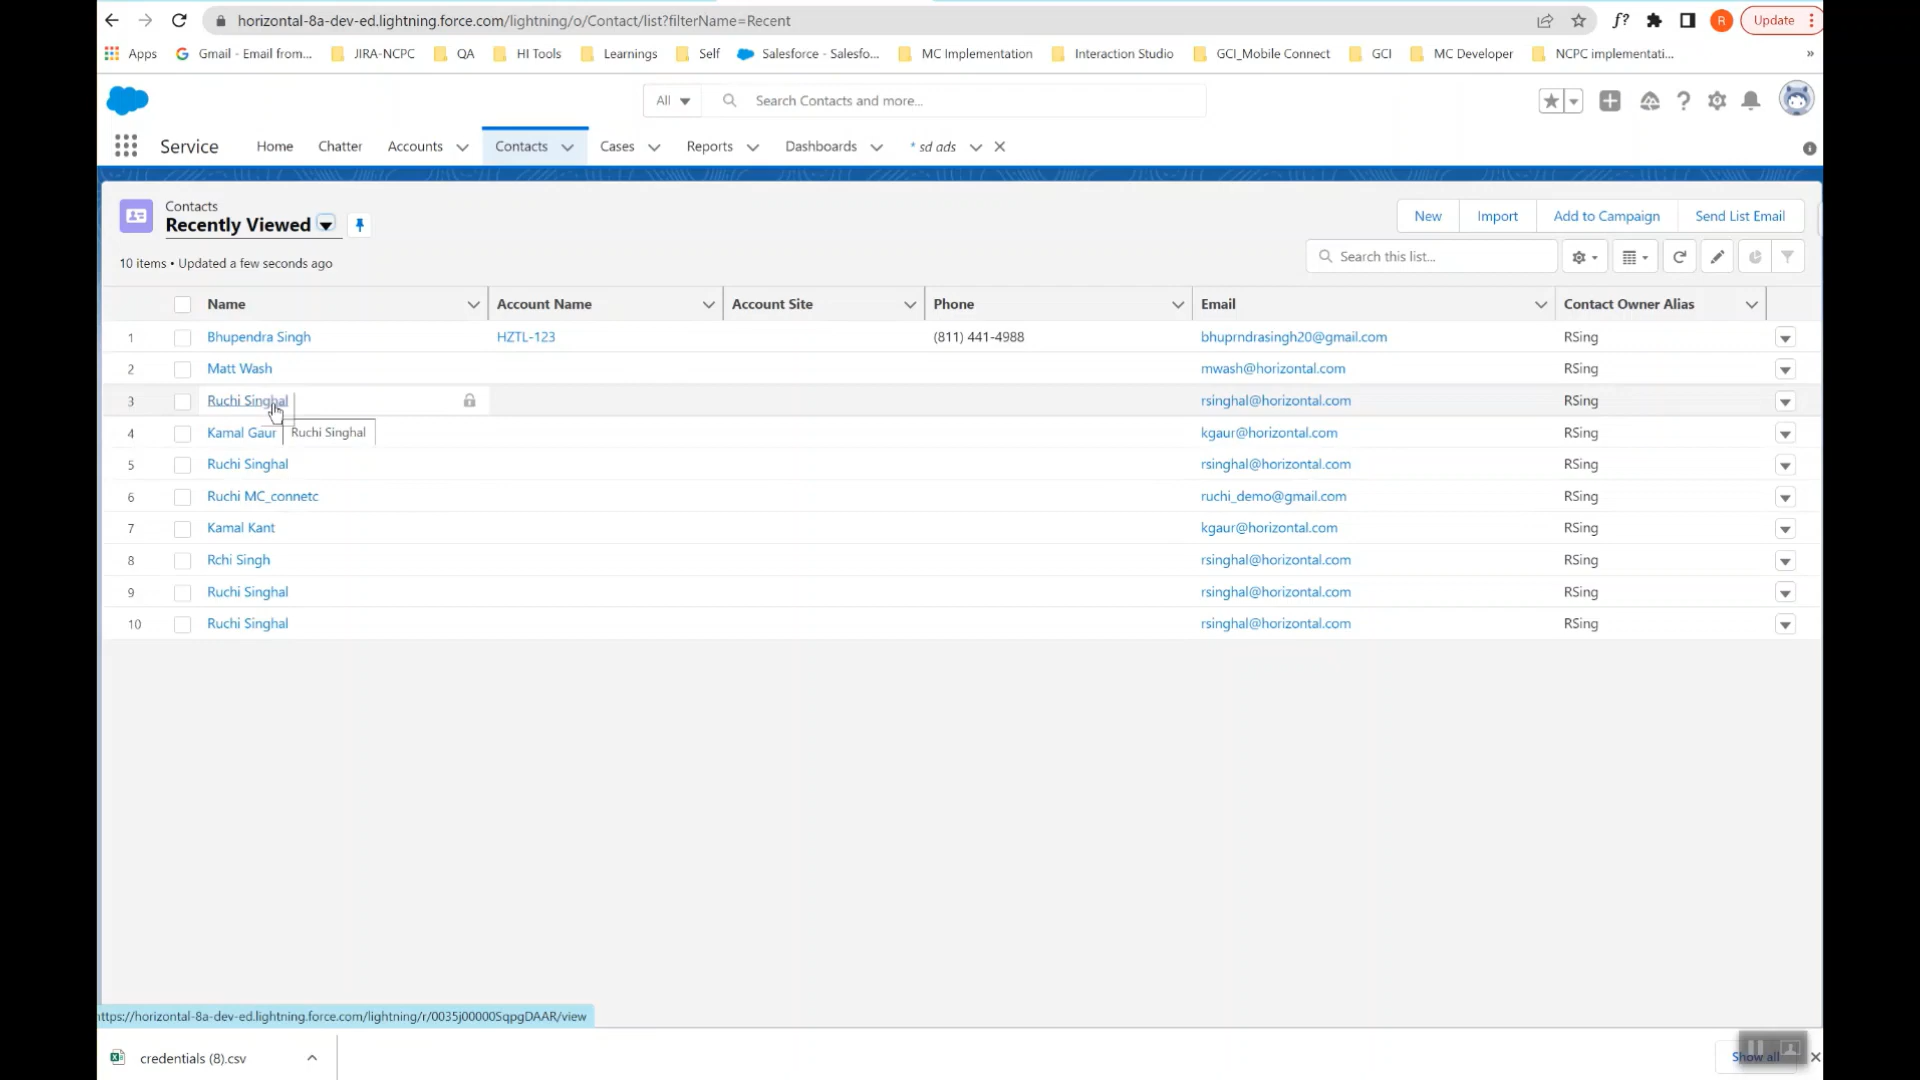 horizontal-8a-dev-ed.lightning.force.com/lightning/o/Contact/list?filterName=Recent
f?
R
Update
Apps
Gmail - Email from...
JIRA-NCPC
QA
HI Tools
Learnings
Self
Salesforce - Salesfo...
MC Implementation
Interaction Studio
GCI_Mobile Connect
GCI
MC Developer
NCPC implementati...
»
All
Search Contacts and more...
Service
Home
Chatter
Accounts
Contacts
Cases
Reports
Dashboards
* sd ads
Contacts
Recently Viewed
New
Import
Add to Campaign
Send List Email
10 items • Updated a few seconds ago
Search this list...
Name Account Name Account Site Phone Email Contact Owner Alias
1 Bhupendra Singh HZTL-123 (811) 441-4988 bhuprndrasingh20@gmail.com RSing
2 Matt Wash mwash@horizontal.com RSing
3 Ruchi Singhal rsinghal@horizontal.com RSing
4 Kamal Gaur kgaur@horizontal.com RSing
Ruchi Singhal
5 Ruchi Singhal rsinghal@horizontal.com RSing
6 Ruchi MC_connetc ruchi_demo@gmail.com RSing
7 Kamal Kant kgaur@horizontal.com RSing
8 Rchi Singh rsinghal@horizontal.com RSing
9 Ruchi Singhal rsinghal@horizontal.com RSing
10 Ruchi Singhal rsinghal@horizontal.com RSing
https://horizontal-8a-dev-ed.lightning.force.com/lightning/r/0035j00000SqpgDAAR/view
credentials (8).csv
Show all